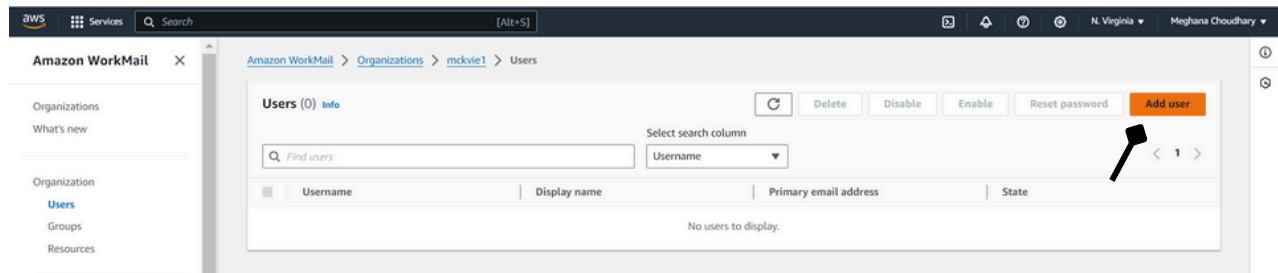 aws Services Search [Alt+S] N. Virginia Meghana Choudhary
Amazon WorkMail
Organizations
What's new
Organization
Users
Groups
Resources
Amazon WorkMail > Organizations > mckvie1 > Users
Users (0) Info Delete Disable Enable Reset password Add user
Select search column
Find users Username 1
Username Display name Primary email address State
No users to display.